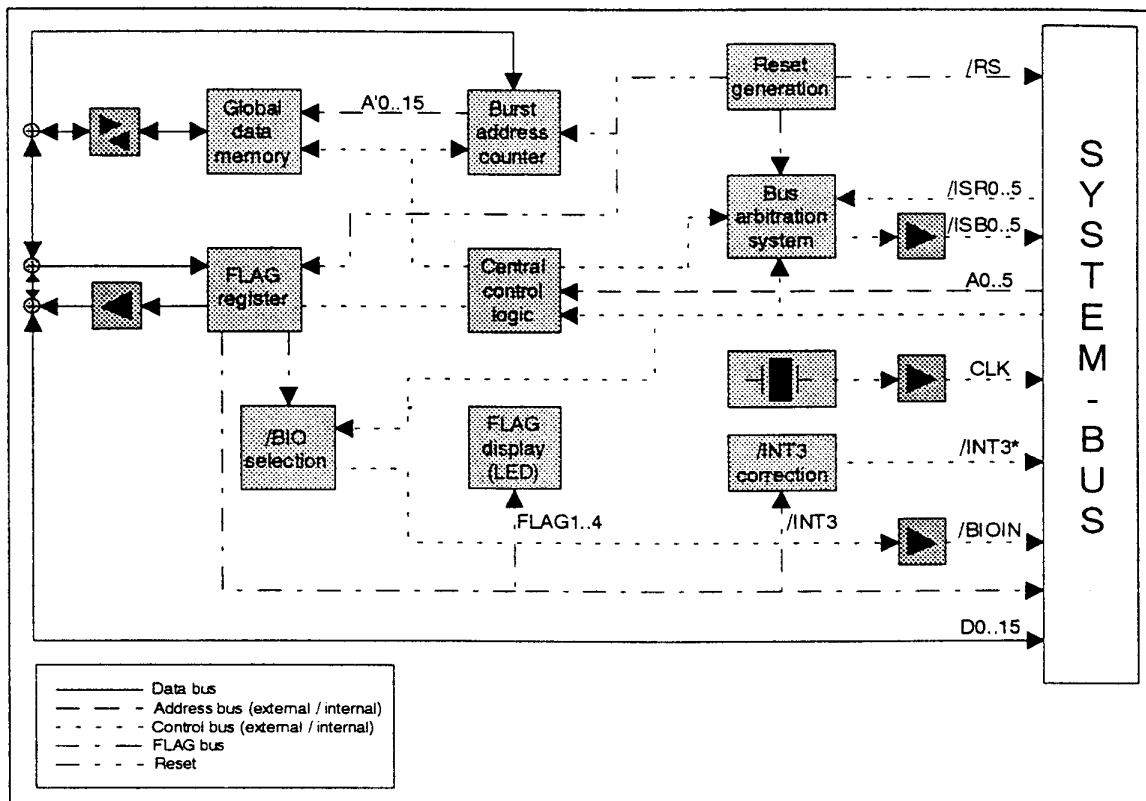 Reset
generation
/RS
Global
data
memory
A'0..15
Burst
address
counter
Bus
arbitration
system
/ISR0..5
/ISB0..5
FLAG
register
Central
control
logic
A0..5
CLK
/BIO
selection
FLAG
display
(LED)
/INT3
correction
/INT3*
FLAG1..4
/INT3
/BIOIN
D0..15
SYSTEM-BUS
Data bus
Address bus (external / internal)
Control bus (external / internal)
FLAG bus
Reset